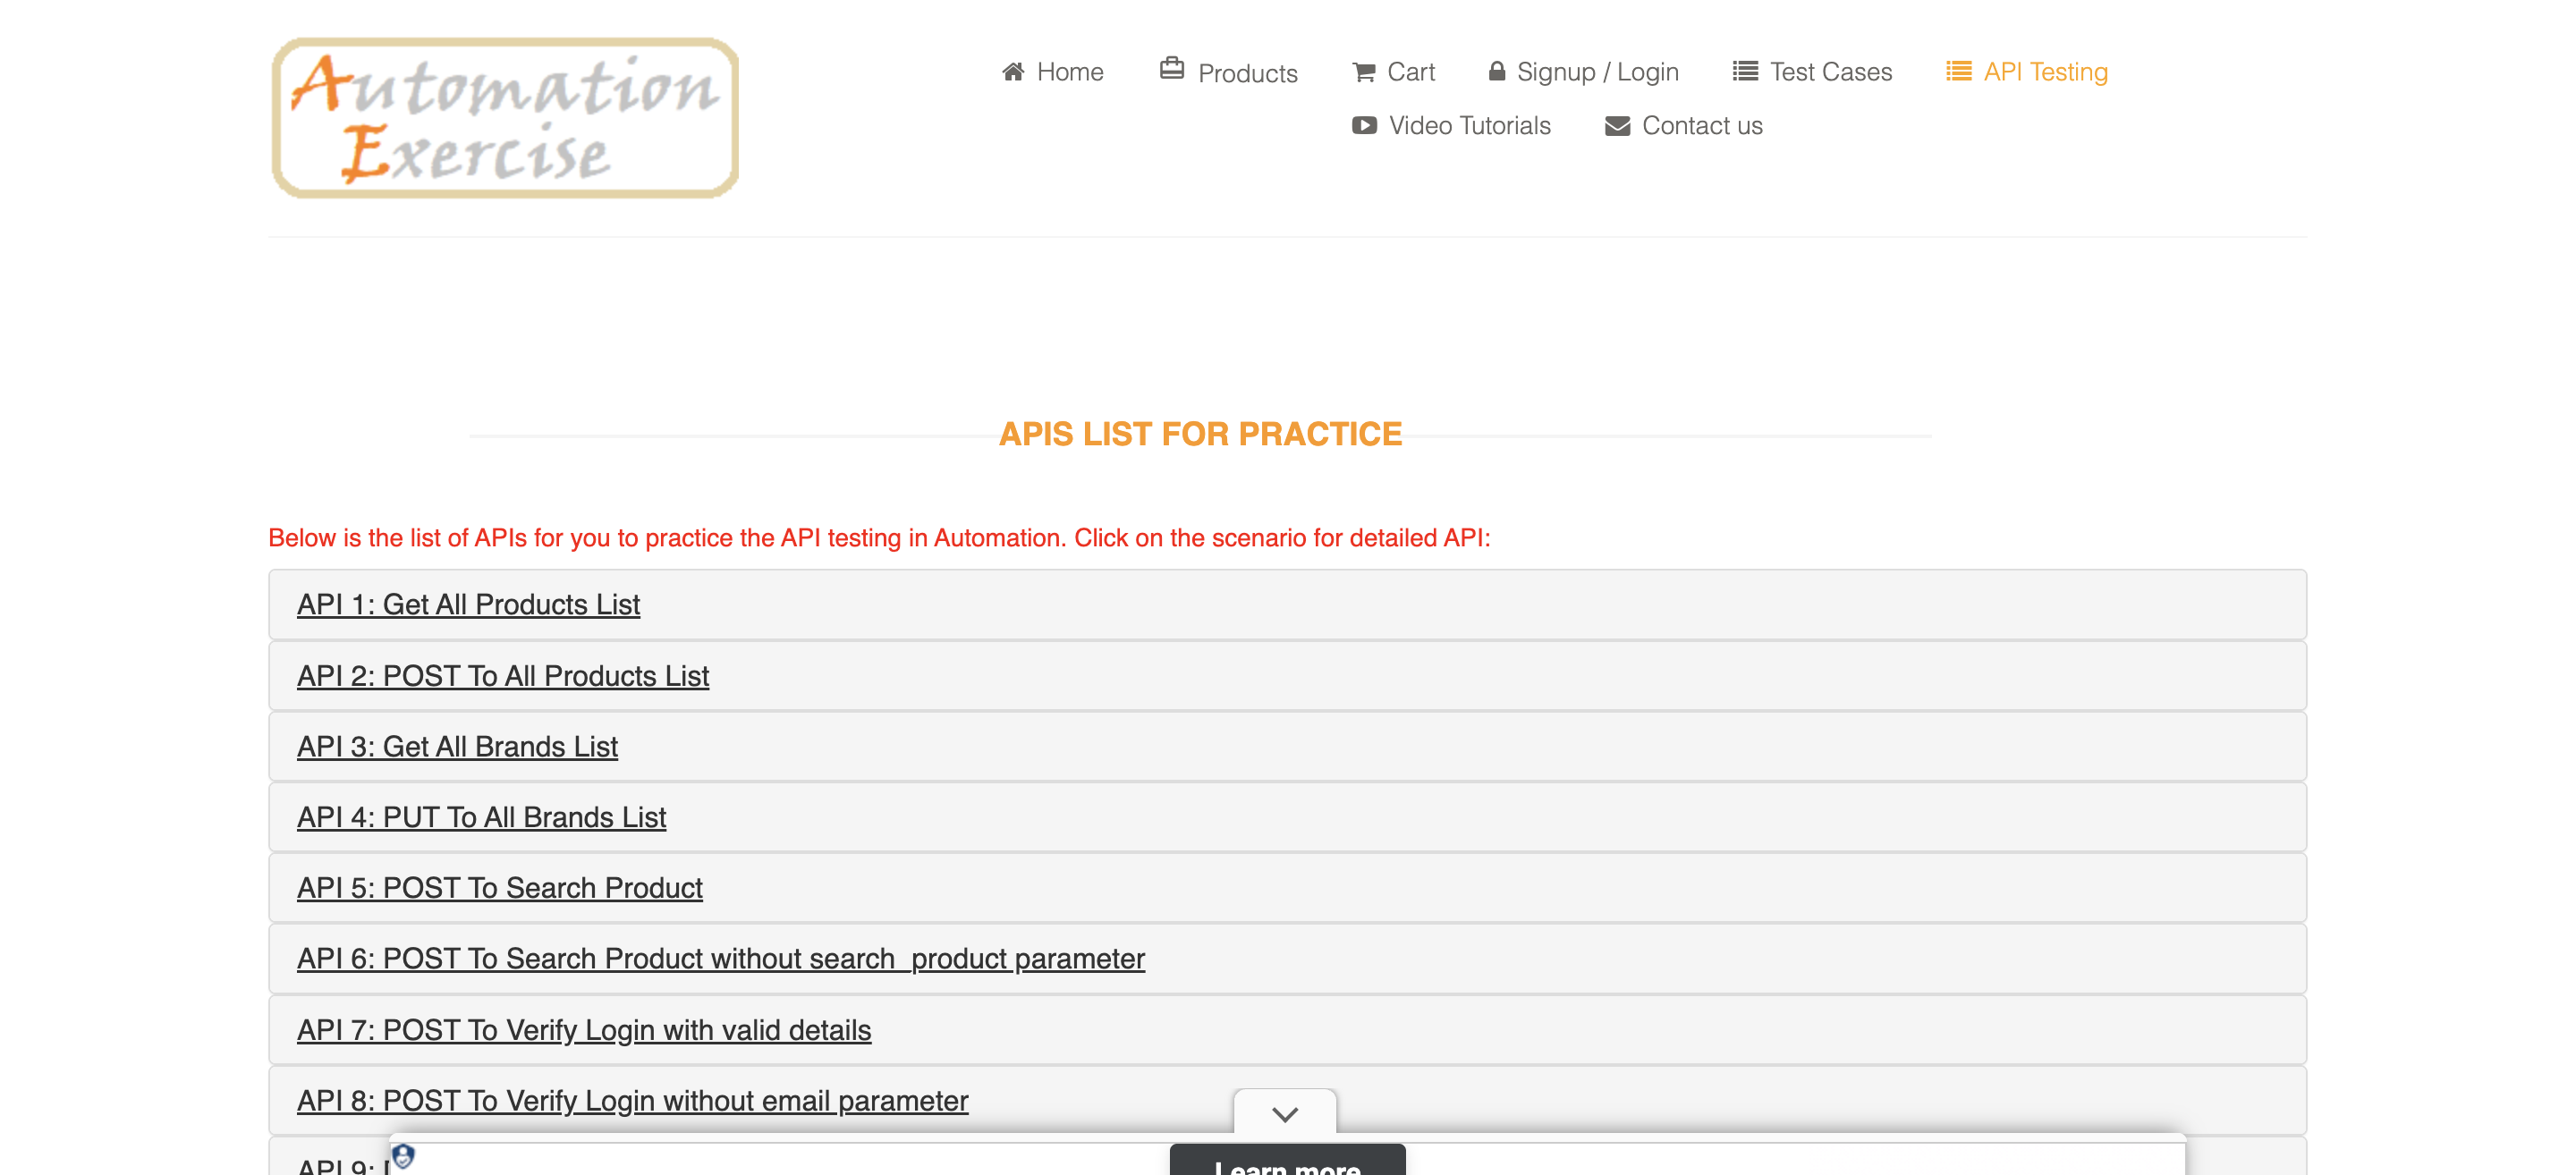 Automation
Exercise
Home Products Cart Signup / Login Test Cases API Testing
Video Tutorials Contact us
APIS LIST FOR PRACTICE
Below is the list of APIs for you to practice the API testing in Automation. Click on the scenario for detailed API:
API 1: Get All Products List
API 2: POST To All Products List
API 3: Get All Brands List
API 4: PUT To All Brands List
API 5: POST To Search Product
API 6: POST To Search Product without search_product parameter
API 7: POST To Verify Login with valid details
API 8: POST To Verify Login without email parameter
API 9:
Learn more